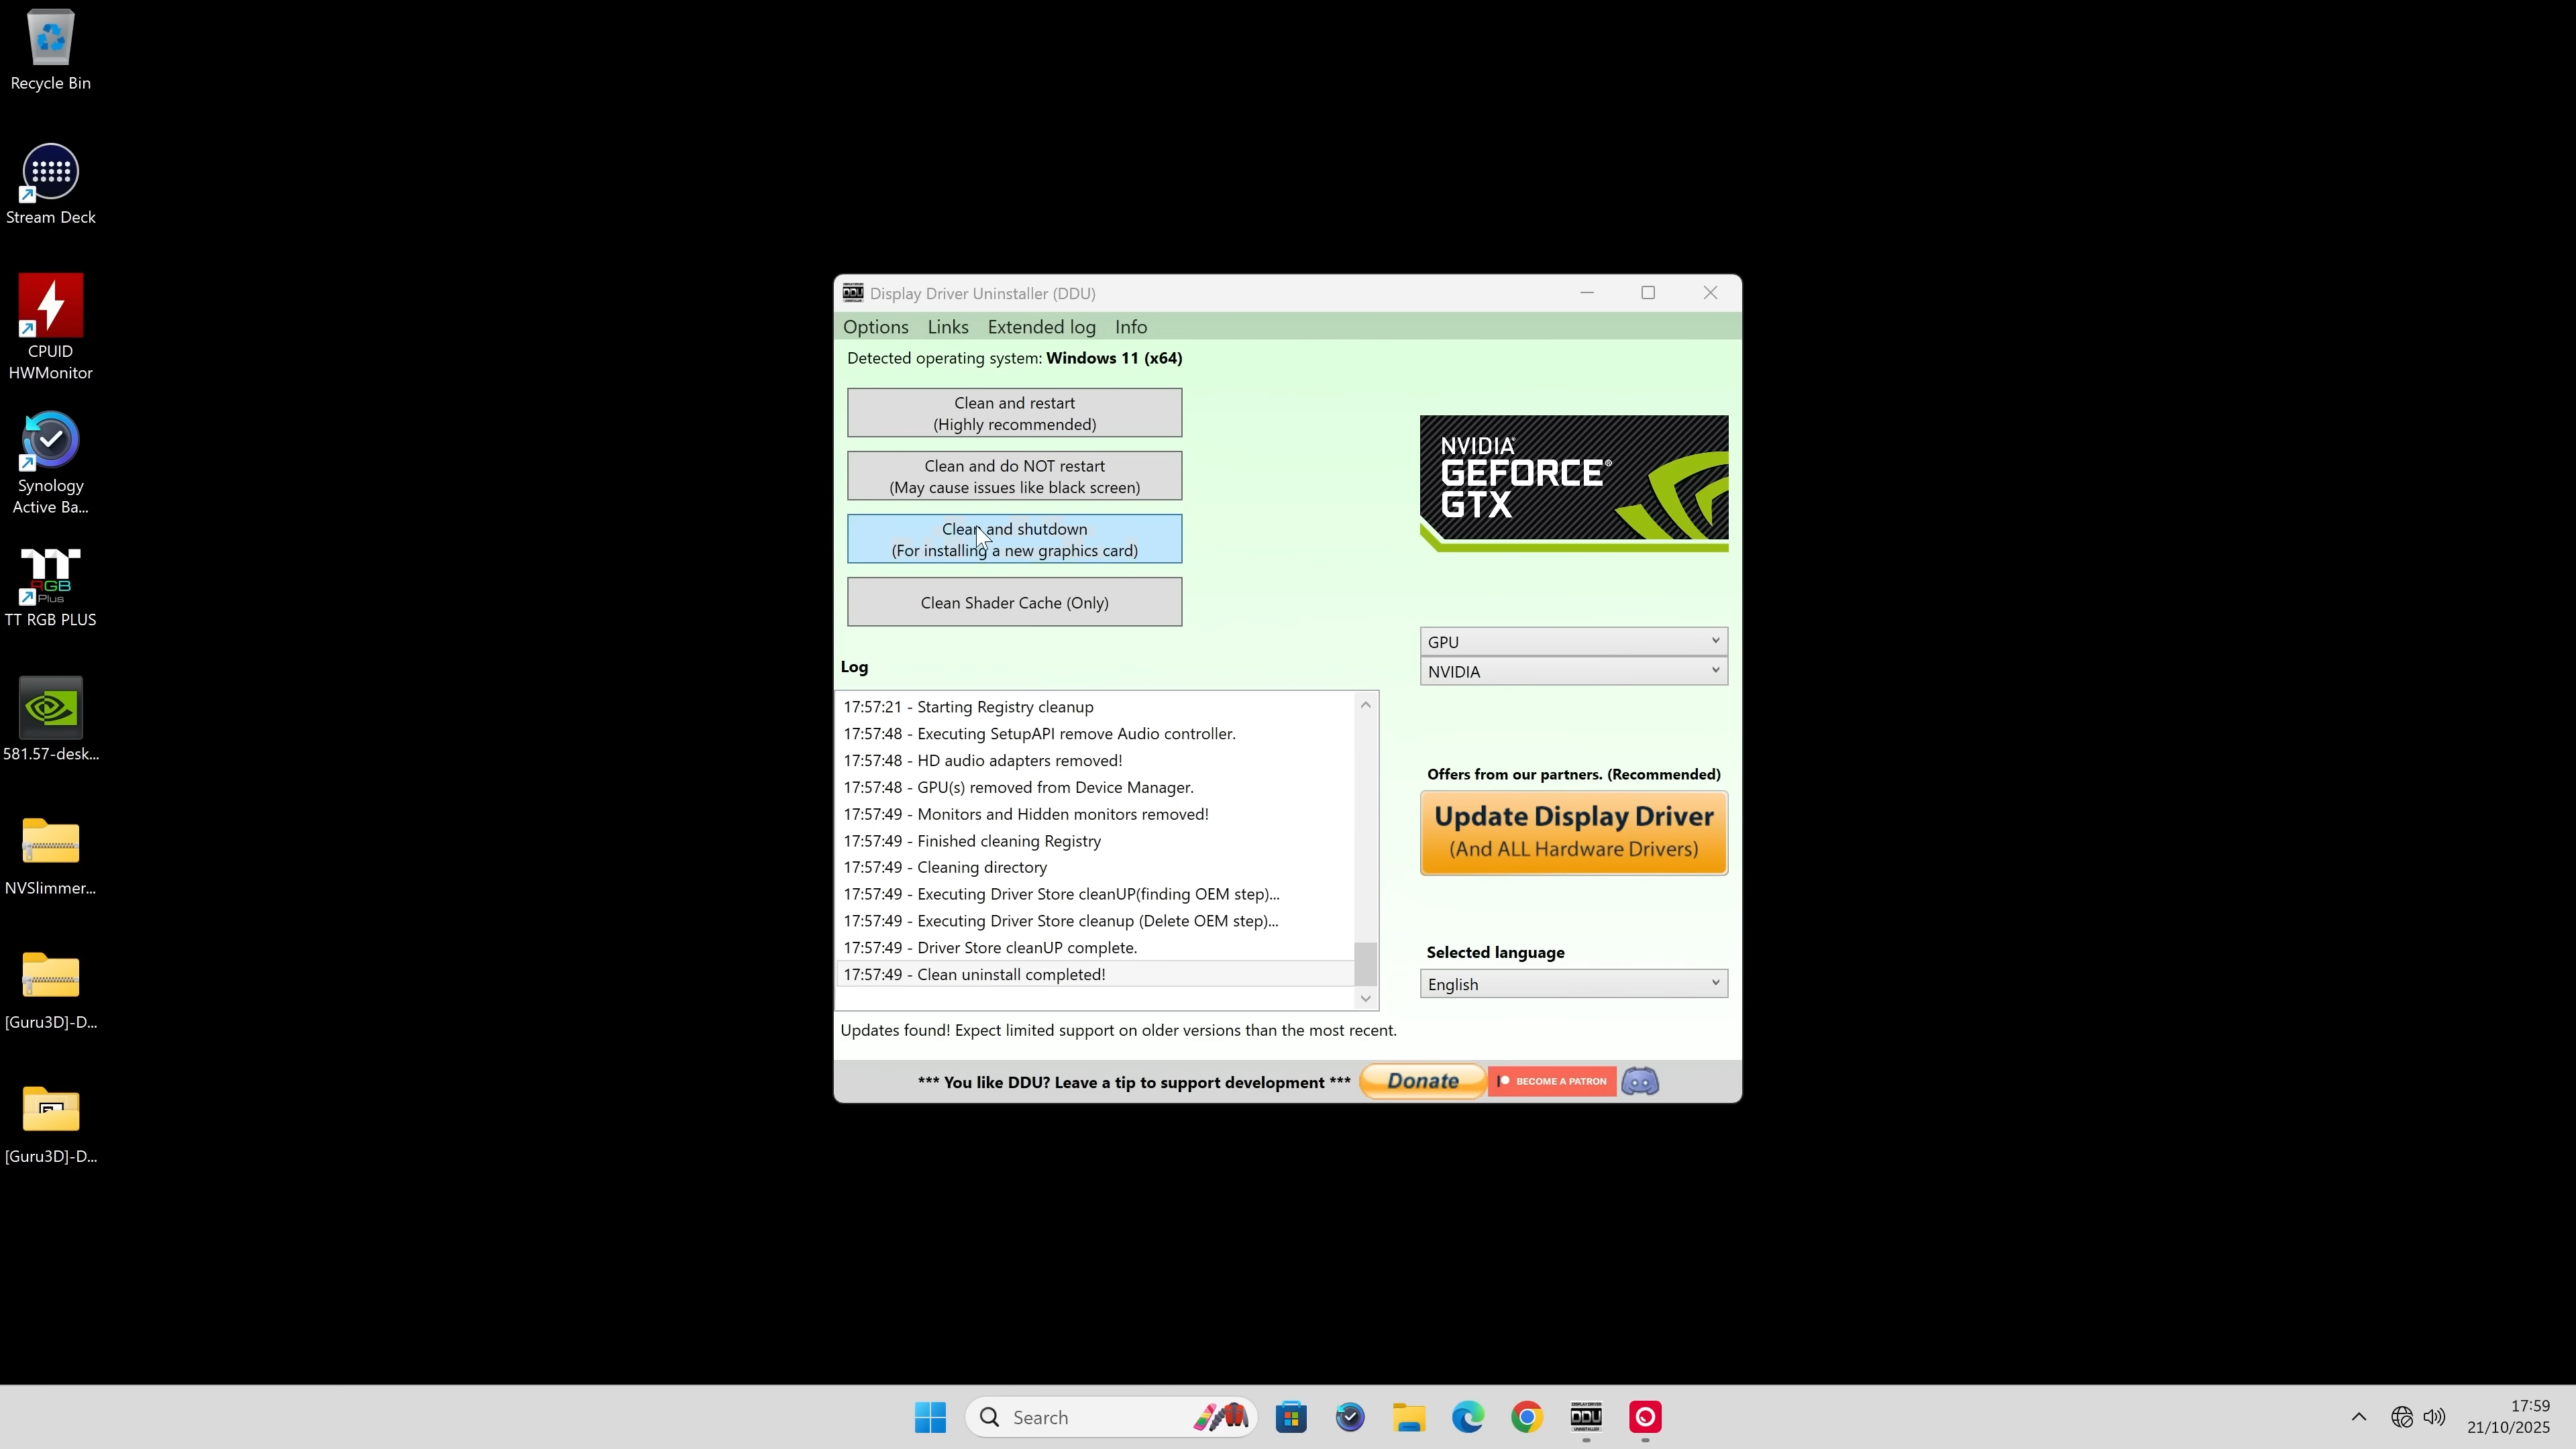 Recycle Bin
Stream Deck
CPUID
HWMonitor
Synology
Active Ba...
TT
RGB
Plus
TT RGB PLUS
581.57-desk...
NVSlimmer...
[Guru3D]-D...
[Guru3D]-D...
Display Driver Uninstaller (DDU)
Options Links Extended log Info
Detected operating system: Windows 11 (x64)
Clean and restart
(Highly recommended)
Clean and do NOT restart
(May cause issues like black screen)
Clean and shutdown
(For installing a new graphics card)
Clean Shader Cache (Only)
NVIDIA®
GEFORCE®
GTX
GPU
NVIDIA
Log
17:57:21 - Starting Registry cleanup
17:57:48 - Executing SetupAPI remove Audio controller.
17:57:48 - HD audio adapters removed!
17:57:48 - GPU(s) removed from Device Manager.
17:57:49 - Monitors and Hidden monitors removed!
17:57:49 - Finished cleaning Registry
17:57:49 - Cleaning directory
17:57:49 - Executing Driver Store cleanUP(finding OEM step)...
17:57:49 - Executing Driver Store cleanup (Delete OEM step)...
17:57:49 - Driver Store cleanUP complete.
17:57:49 - Clean uninstall completed!
Offers from our partners. (Recommended)
Update Display Driver
(And ALL Hardware Drivers)
Selected language
English
Updates found! Expect limited support on older versions than the most recent.
*** You like DDU? Leave a tip to support development ***
Donate
BECOME A PATRON
Search
DDU
17:59
21/10/2025